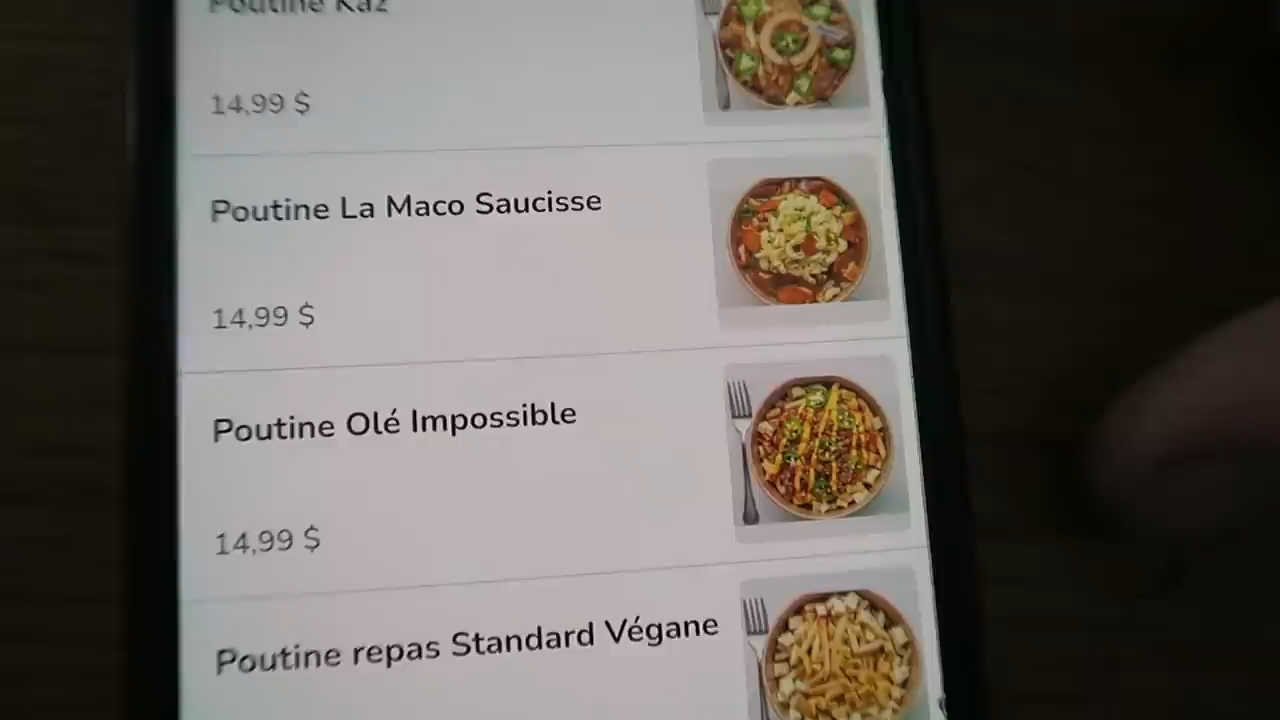 Poutine Kaz
14,99 $
Poutine La Maco Saucisse
14,99 $
Poutine Olé Impossible
14,99 $
Poutine repas Standard Végane